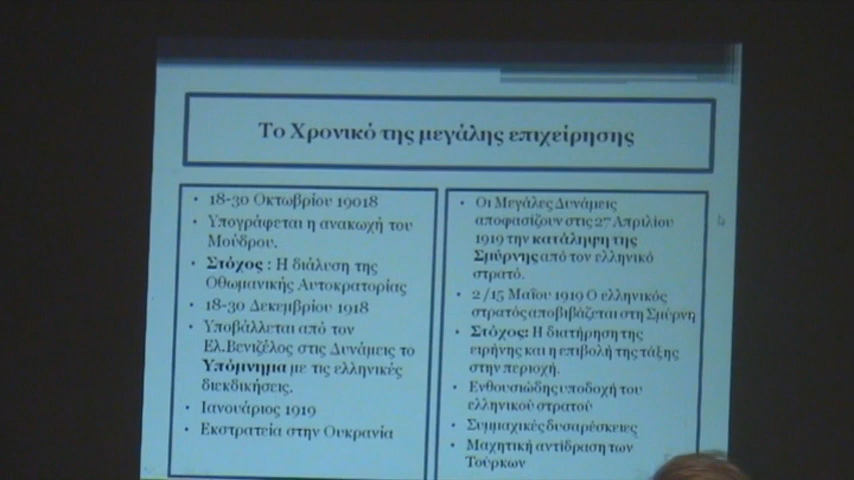 Το Χρονικό της μεγάλης επιχείρησης
• 18-30 Οκτωβρίου 19018
• Υπογράφεται η ανακωχή του
Μούδρου.
• Στόχος : Η διάλυση της
Οθωμανικής Αυτοκρατορίας
• 18-30 Δεκεμβρίου 1918
• Υποβάλλεται από τον
Ελ.Βενιζέλος στις Δυνάμεις το
Υπόμνημα με τις ελληνικές
διεκδικήσεις.
• Ιανουάριος 1919
• Εκστρατεία στην Ουκρανία
• Οι Μεγάλες Δυνάμεις
αποφασίζουν στις 27 Απριλίου
1919 την κατάληψη της
Σμύρνης από τον ελληνικό
στρατό.
• 2 /15 Μαΐου 1919 Ο ελληνικός
στρατός αποβιβάζεται στη Σμύρνη
• Στόχος: Η διατήρηση της
ειρήνης και η επιβολή της τάξης
στην περιοχή.
• Ενθουσιώδης υποδοχή του
ελληνικού στρατού
• Συμμαχικές δυσαρέσκειες
• Μαχητική αντίδραση των
Τούρκων